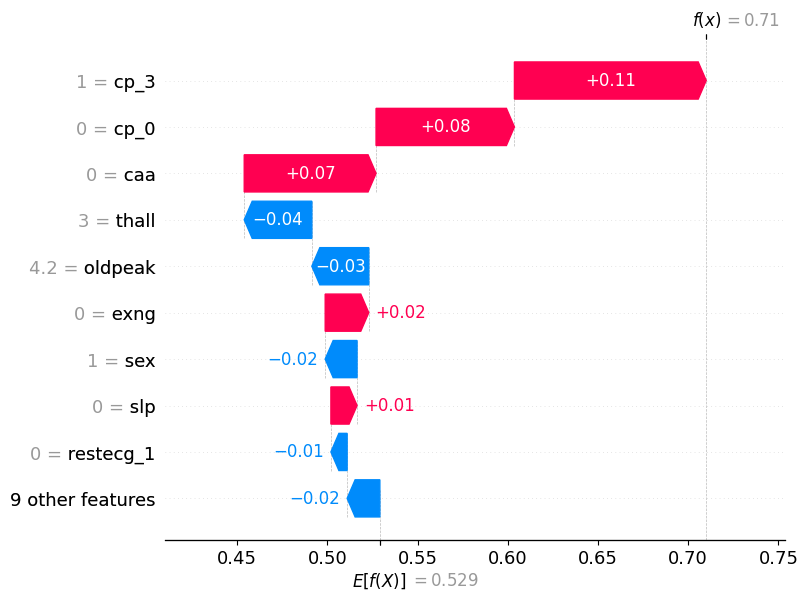 f(x) = 0.71
1 = cp_3 +0.11
0 = cp_0 +0.08
0 = caa +0.07
3 = thall −0.04
4.2 = oldpeak −0.03
0 = exng +0.02
1 = sex −0.02
0 = slp +0.01
0 = restecg_1 −0.01
9 other features −0.02
0.45 0.50 0.55 0.60 0.65 0.70 0.75
E[f(X)] = 0.529